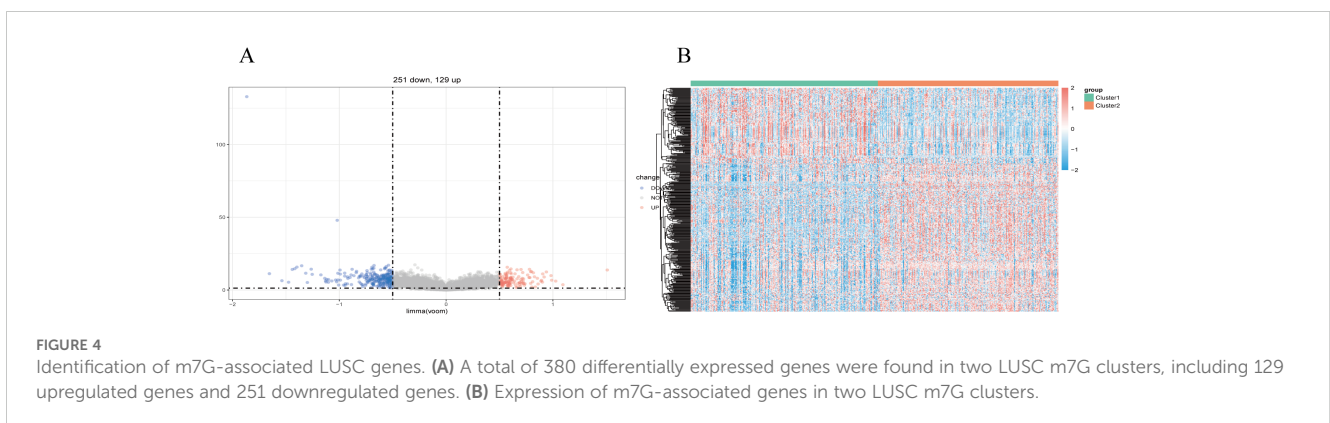 A
B
251 down, 129 up
100
50
0
-2
-1
0
1
limma(voom)
change
DO
NO
UP
2
1
0
−1
−2
group
Cluster1
Cluster2
FIGURE 4
Identification of m7G-associated LUSC genes. (A) A total of 380 differentially expressed genes were found in two LUSC m7G clusters, including 129
upregulated genes and 251 downregulated genes. (B) Expression of m7G-associated genes in two LUSC m7G clusters.